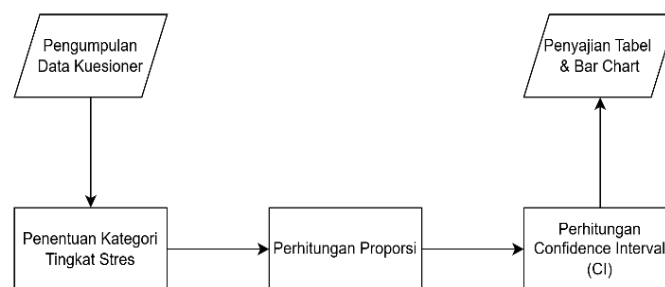 Pengumpulan
Data Kuesioner
Penyajian Tabel
& Bar Chart
Penentuan Kategori
Tingkat Stres
Perhitungan Proporsi
Perhitungan
Confidence Interval
(CI)